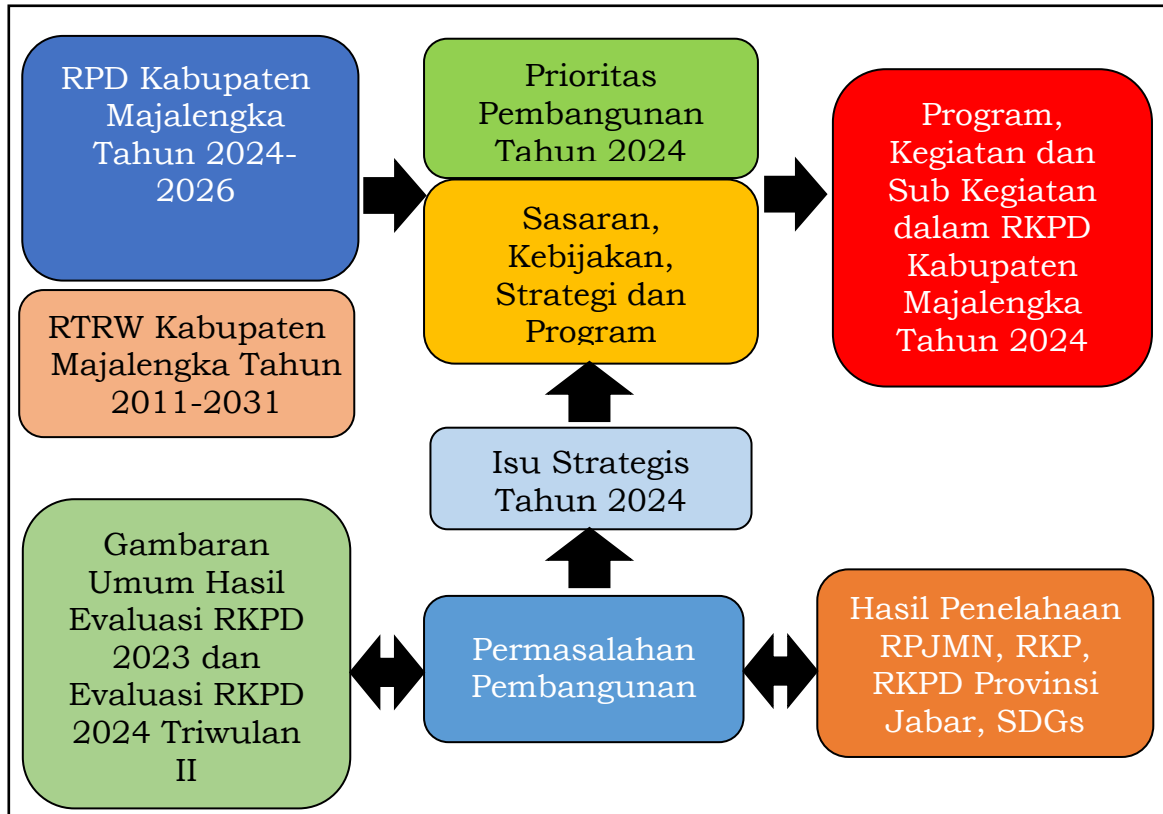 RPD Kabupaten
Majalengka
Tahun 2024-
2026
Prioritas
Pembangunan
Tahun 2024
Program,
Kegiatan dan
Sub Kegiatan
dalam RKPD
Kabupaten
Majalengka
Tahun 2024
Sasaran,
Kebijakan,
Strategi dan
Program
RTRW Kabupaten
Majalengka Tahun
2011-2031
Isu Strategis
Tahun 2024
Gambaran
Umum Hasil
Evaluasi RKPD
2023 dan
Evaluasi RKPD
2024 Triwulan
II
Permasalahan
Pembangunan
Hasil Penelahaan
RPJMN, RKP,
RKPD Provinsi
Jabar, SDGs